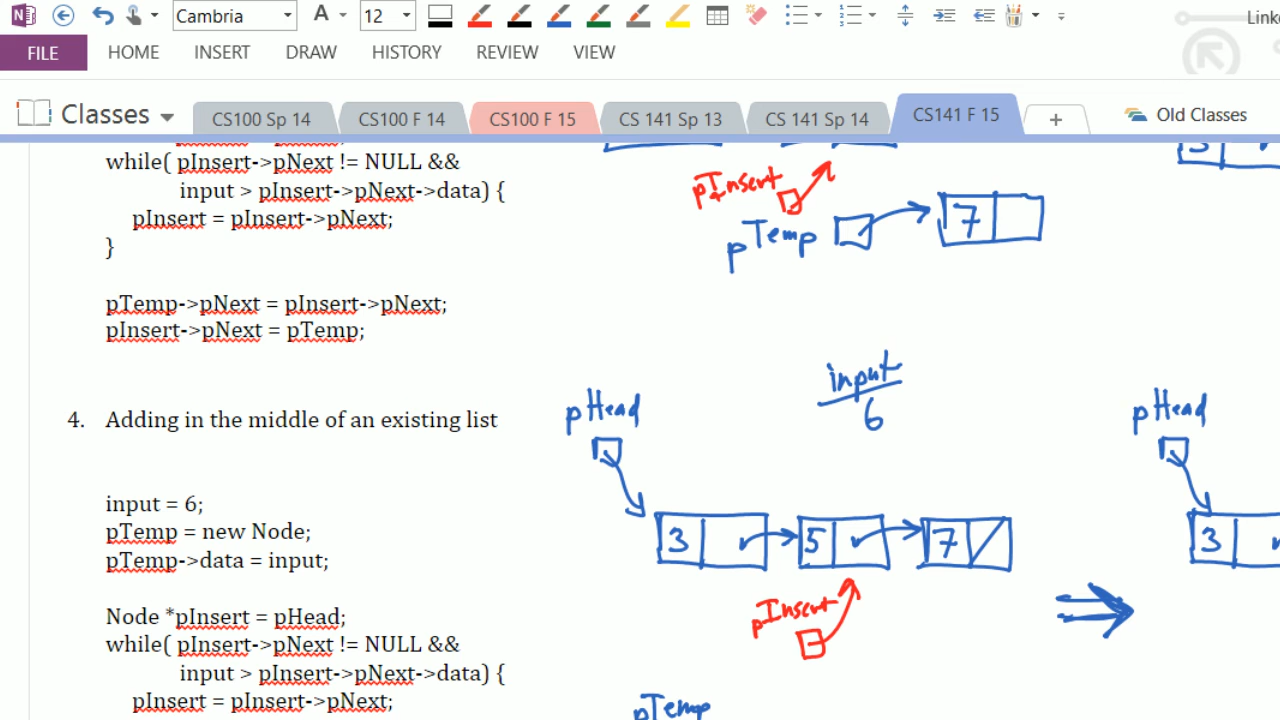 Cambria
A
12
Linke
FILE
HOME
INSERT
DRAW
HISTORY
REVIEW
VIEW
Classes
CS100 Sp 14
CS100 F 14
CS100 F 15
CS 141 Sp 13
CS 141 Sp 14
CS141 F 15
+
Old Classes
while( pInsert->pNext != NULL &&
input > pInsert->pNext->data) {
pInsert = pInsert->pNext;
}
pTemp->pNext = pInsert->pNext;
pInsert->pNext = pTemp;
pInsert
pTemp
7
3
4. Adding in the middle of an existing list
input = 6;
pTemp = new Node;
pTemp->data = input;
Node *pInsert = pHead;
while( pInsert->pNext != NULL &&
input > pInsert->pNext->data) {
pInsert = pInsert->pNext;
input
6
pHead
3 5 7
pInsert
pTemp
pHead
3